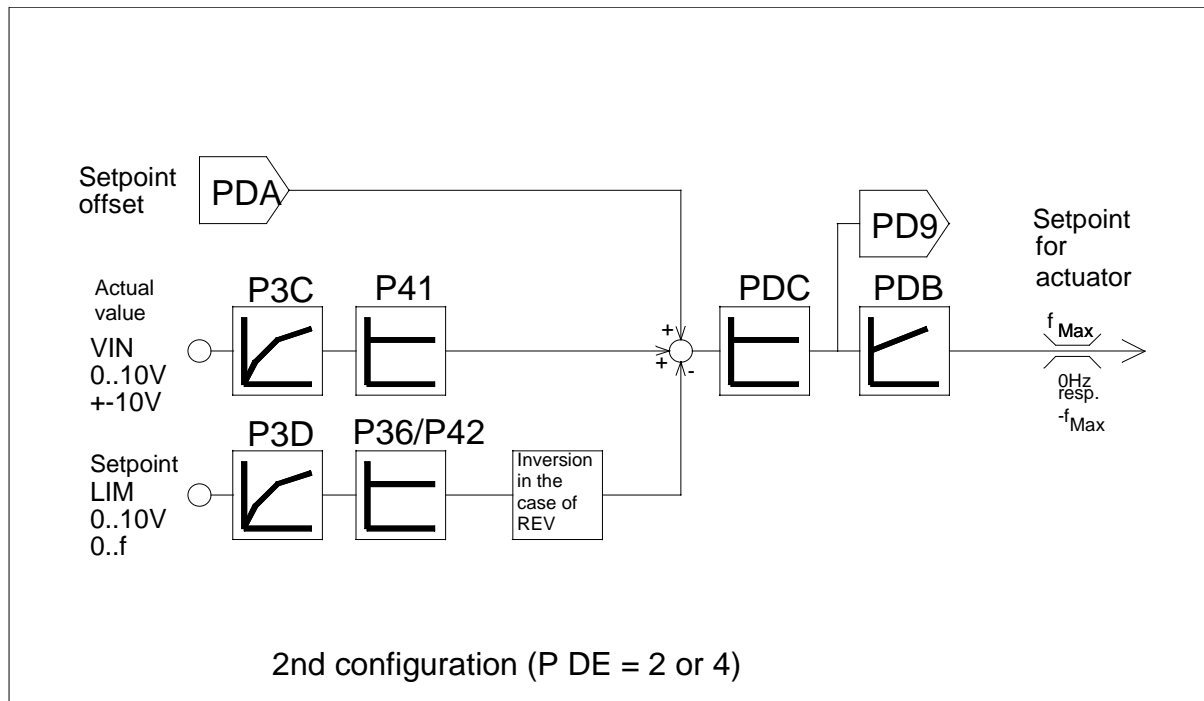 Setpoint
offset
PDA
PD9
Setpoint
for
actuator
Actual
value
VIN
0..10V
+-10V
P3C
P41
+
+
-
PDC
PDB
f Max
0Hz
resp.
-fMax
Setpoint
LIM
0..10V
0..f
P3D
P36/P42
Inversion
in the
case of
REV
2nd configuration (P DE = 2 or 4)